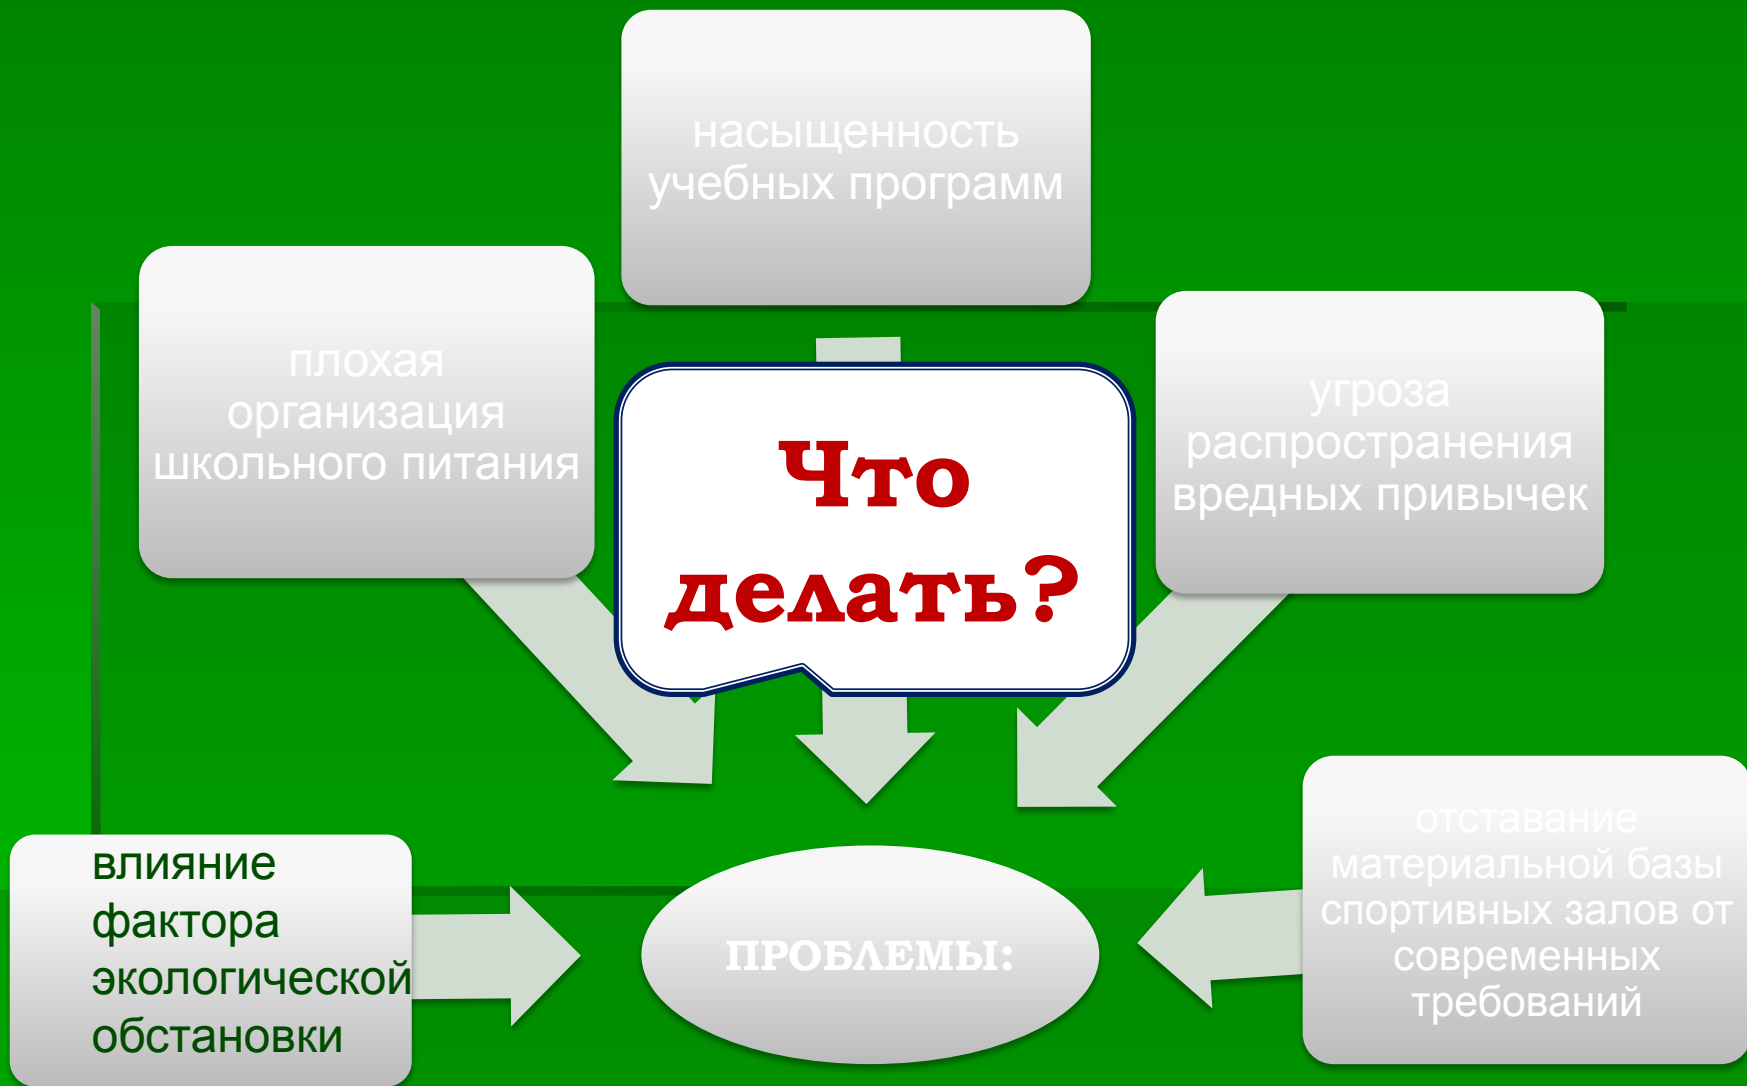 насыщенность
учебных программ
плохая
организация
школьного питания
Что
делать?
угроза
распространения
вредных привычек
влияние
фактора
экологической
обстановки
ПРОБЛЕМЫ:
отставание
материальной базы
спортивных залов от
современных
требований